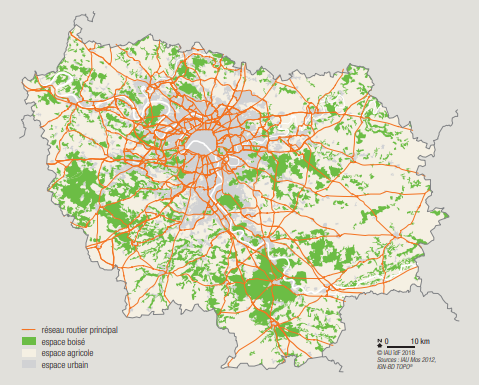 réseau routier principal
espace boisé
espace agricole
espace urbain
N 0 10 km
© IAU îdF 2018
Sources : IAU Mos 2012,
IGN-BD TOPO®